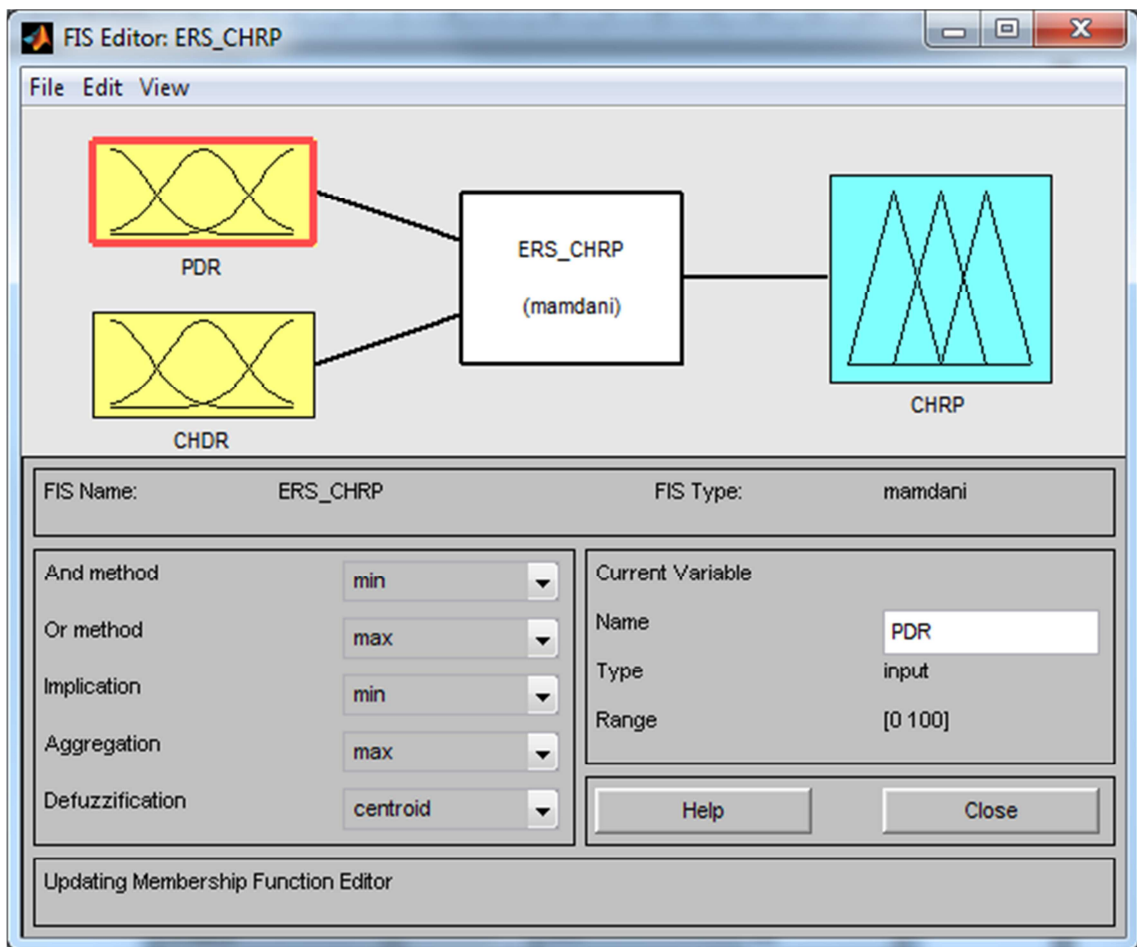 FIS Editor: ERS_CHRP
File Edit View
PDR
ERS_CHRP
(mamdani)
CHDR
CHRP
FIS Name: ERS_CHRP FIS Type: mamdani
And method min
Or method max
Implication min
Aggregation max
Defuzzification centroid
Current Variable
Name PDR
Type input
Range [0 100]
Help Close
Updating Membership Function Editor